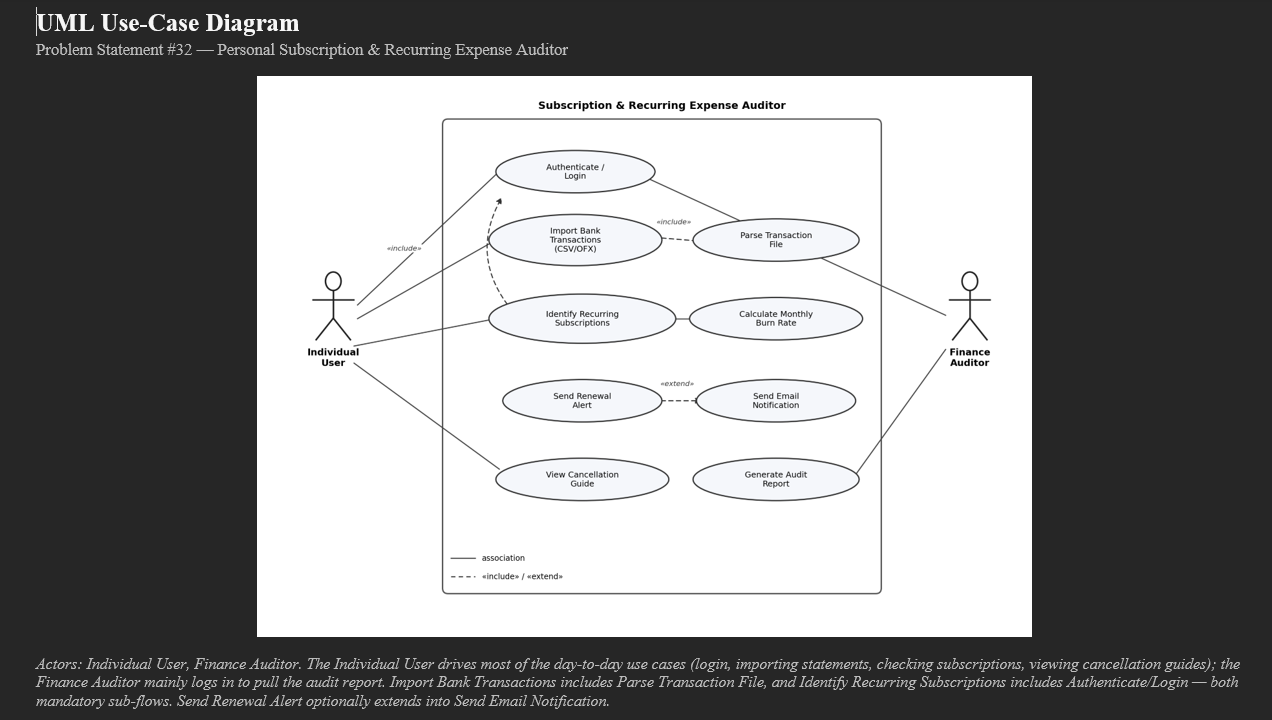 UML Use-Case Diagram
Problem Statement #32 — Personal Subscription & Recurring Expense Auditor
Subscription & Recurring Expense Auditor
Authenticate /
Login
Import Bank
Transactions
(CSV/OFX)
«include»
Parse Transaction
File
«include»
Identify Recurring
Subscriptions
Calculate Monthly
Burn Rate
Individual
User
Finance
Auditor
Send Renewal
Alert
«extend»
Send Email
Notification
View Cancellation
Guide
Generate Audit
Report
association
«include» / «extend»
Actors: Individual User, Finance Auditor. The Individual User drives most of the day-to-day use cases (login, importing statements, checking subscriptions, viewing cancellation guides); the
Finance Auditor mainly logs in to pull the audit report. Import Bank Transactions includes Parse Transaction File, and Identify Recurring Subscriptions includes Authenticate/Login — both
mandatory sub-flows. Send Renewal Alert optionally extends into Send Email Notification.